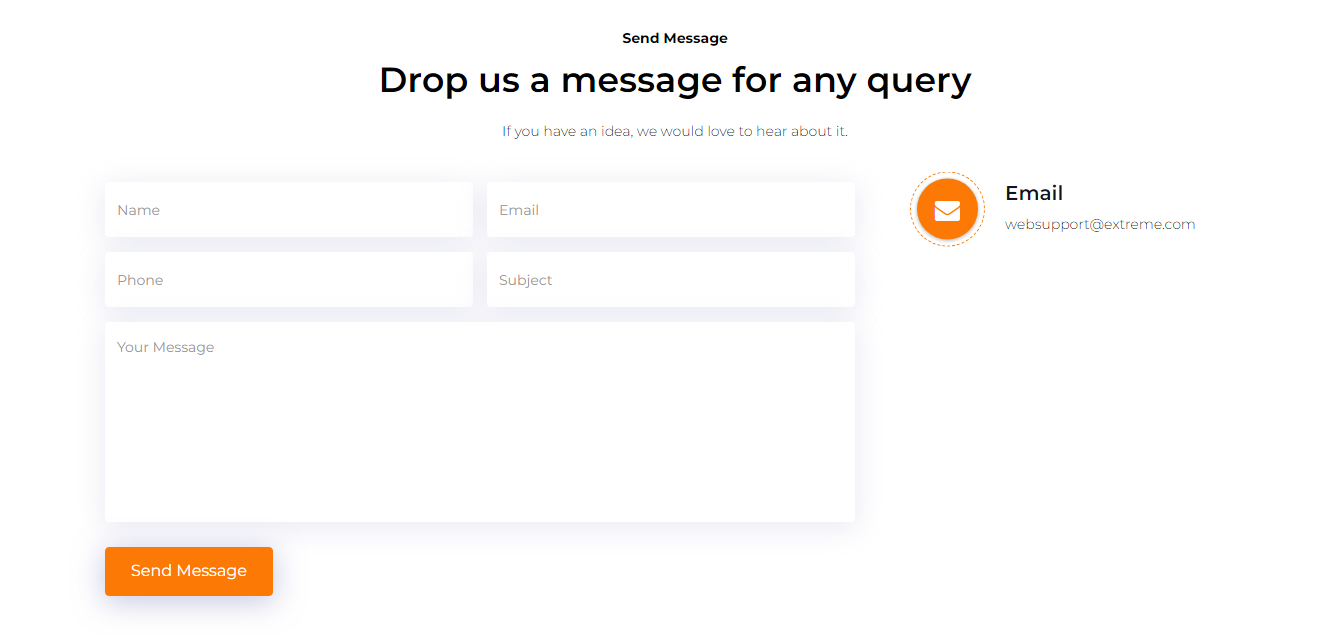 Send Message
Drop us a message for any query
If you have an idea, we would love to hear about it.
Name
Email
Phone
Subject
Your Message
Send Message
Email
websupport@extreme.com